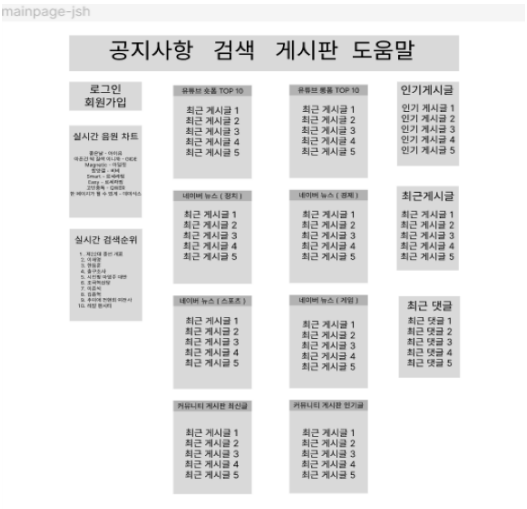 mainpage-jsh
공지사항 검색 게시판 도움말
로그인
회원가입
실시간 음원 차트
실시간 검색순위
유튜브 숏폼 TOP 10
최근 게시글 1
최근 게시글 2
최근 게시글 3
최근 게시글 4
최근 게시글 5
유튜브 롱폼 TOP 10
최근 게시글 1
최근 게시글 2
최근 게시글 3
최근 게시글 4
최근 게시글 5
네이버 뉴스 ( 정치 )
최근 게시글 1
최근 게시글 2
최근 게시글 3
최근 게시글 4
최근 게시글 5
네이버 뉴스 ( 경제 )
최근 게시글 1
최근 게시글 2
최근 게시글 3
최근 게시글 4
최근 게시글 5
네이버 뉴스 ( 스포츠 )
최근 게시글 1
최근 게시글 2
최근 게시글 3
최근 게시글 4
최근 게시글 5
네이버 뉴스 ( 게임 )
최근 게시글 1
최근 게시글 2
최근 게시글 3
최근 게시글 4
최근 게시글 5
커뮤니티 게시판 최신글
최근 게시글 1
최근 게시글 2
최근 게시글 3
최근 게시글 4
최근 게시글 5
커뮤니티 게시판 인기글
최근 게시글 1
최근 게시글 2
최근 게시글 3
최근 게시글 4
최근 게시글 5
인기게시글
인기 게시글 1
인기 게시글 2
인기 게시글 3
인기 게시글 4
인기 게시글 5
최근게시글
최근 게시글 1
최근 게시글 2
최근 게시글 3
최근 게시글 4
최근 게시글 5
최근 댓글
최근 댓글 1
최근 댓글 2
최근 댓글 3
최근 댓글 4
최근 댓글 5